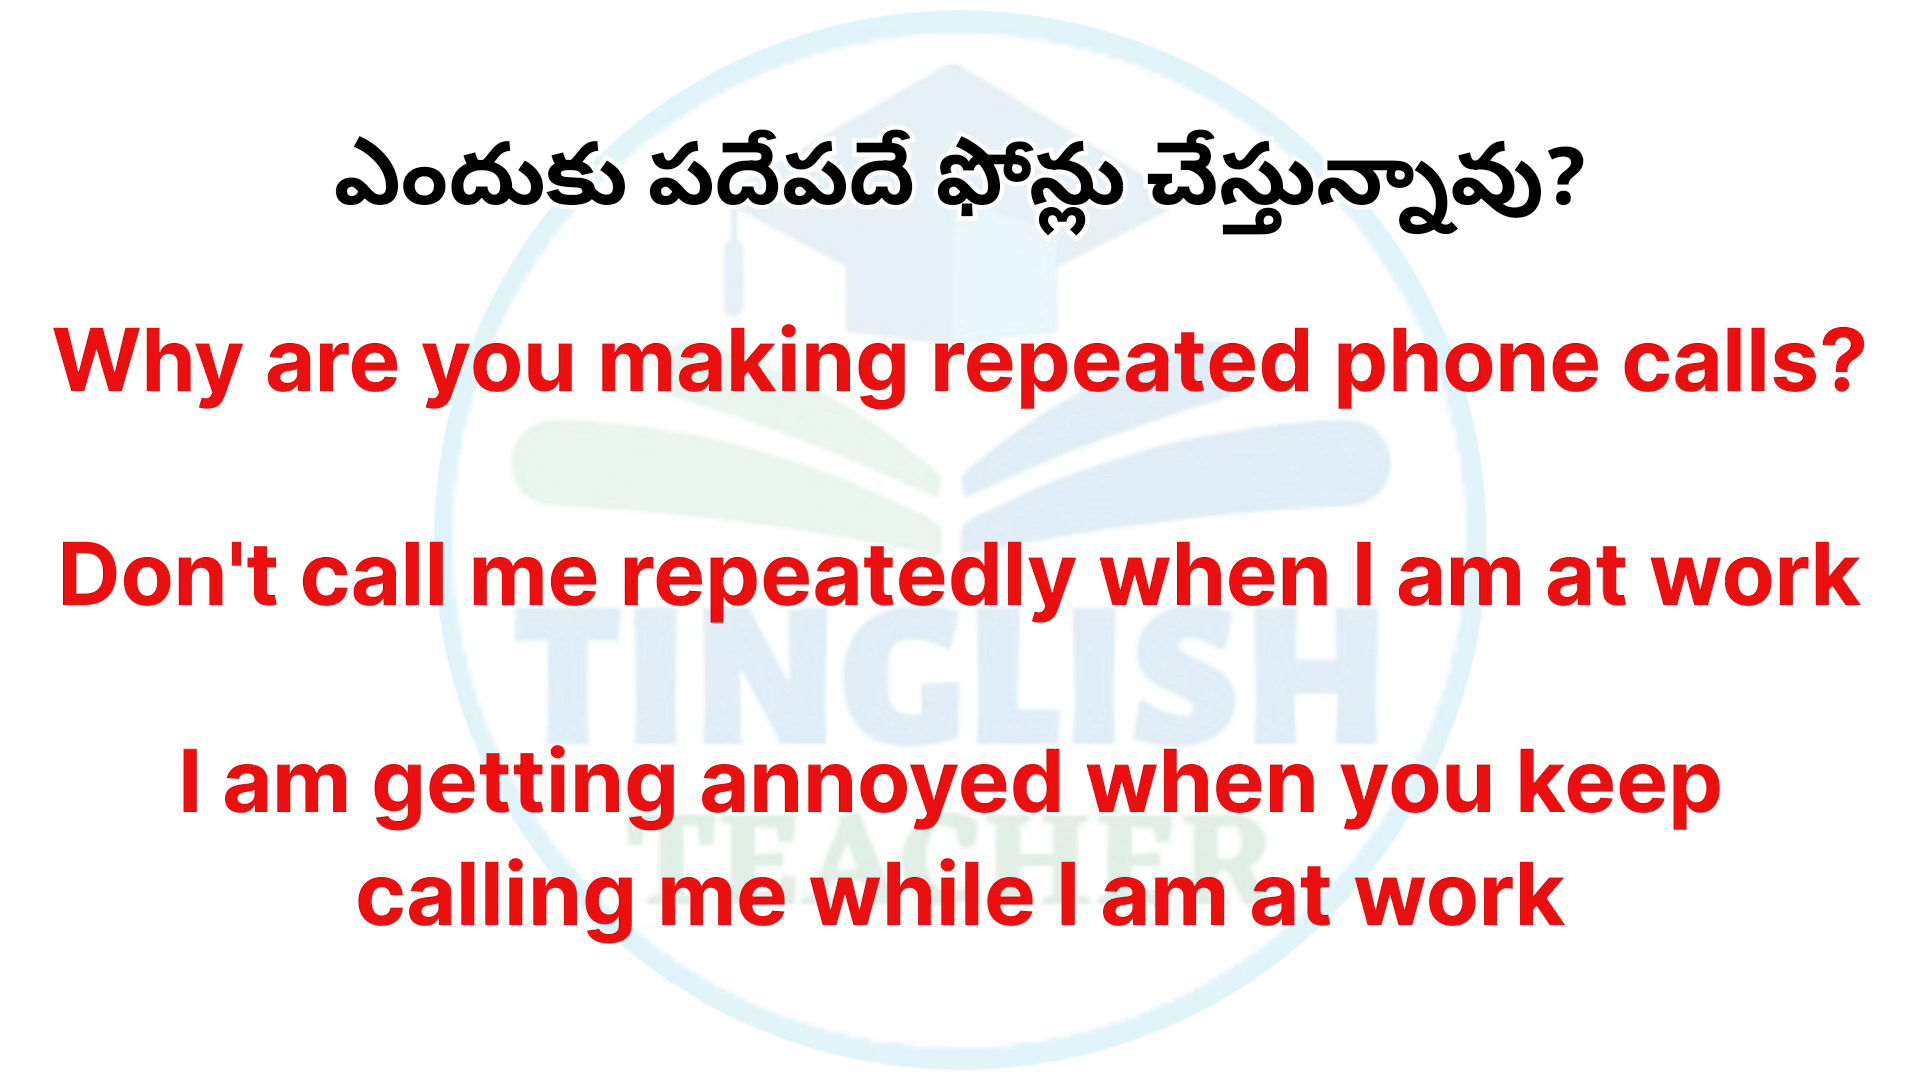 ఎందుకు పదేపదే ఫోన్లు చేస్తున్నావు?
Why are you making repeated phone calls?
Don't call me repeatedly when I am at work
TINGLISH
I am getting annoyed when you keep
TEACHER
calling me while I am at work